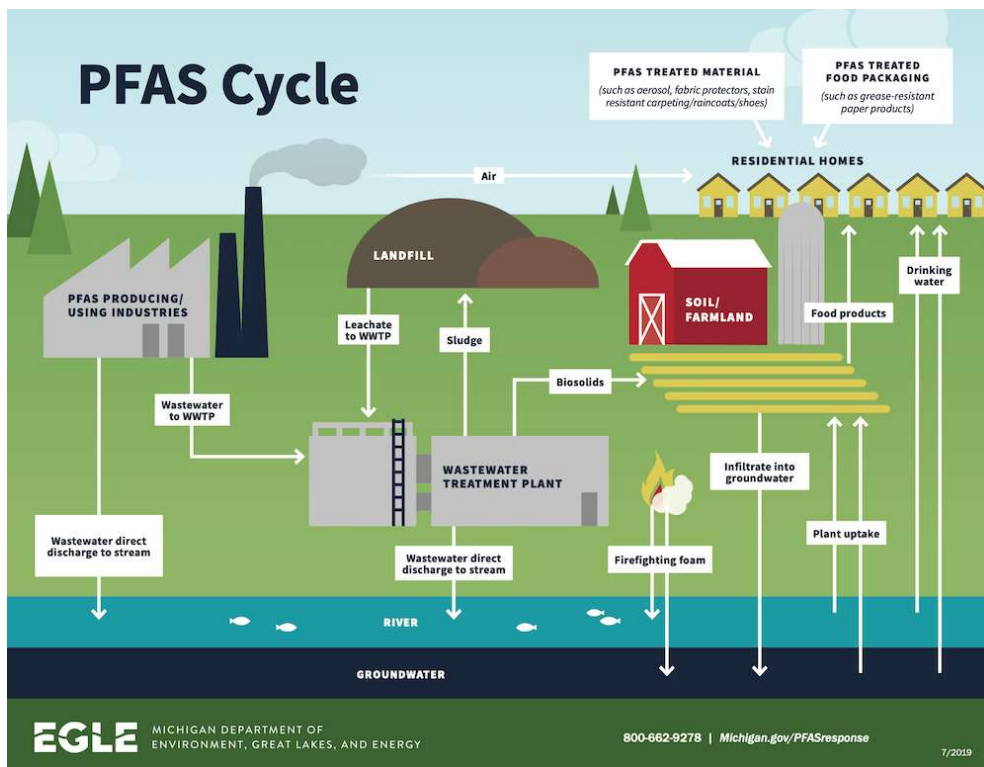 PFAS Cycle
PFAS TREATED MATERIAL
(such as aerosol, fabric protectors, stain
resistant carpeting/raincoats/shoes)
PFAS TREATED
FOOD PACKAGING
(such as grease-resistant
paper products)
RESIDENTIAL HOMES
Air
LANDFILL
PFAS PRODUCING/
USING INDUSTRIES
SOIL/
FARMLAND
Drinking
water
Food products
Leachate
to WWTP
Sludge
Biosolids
Wastewater
to WWTP
WASTEWATER
TREATMENT PLANT
Infiltrate into
groundwater
Plant uptake
Wastewater direct
discharge to stream
Wastewater direct
discharge to stream
Firefighting foam
RIVER
GROUNDWATER
EGLE
MICHIGAN DEPARTMENT OF
ENVIRONMENT, GREAT LAKES, AND ENERGY
800-662-9278 | Michigan.gov/PFASresponse
7/2019